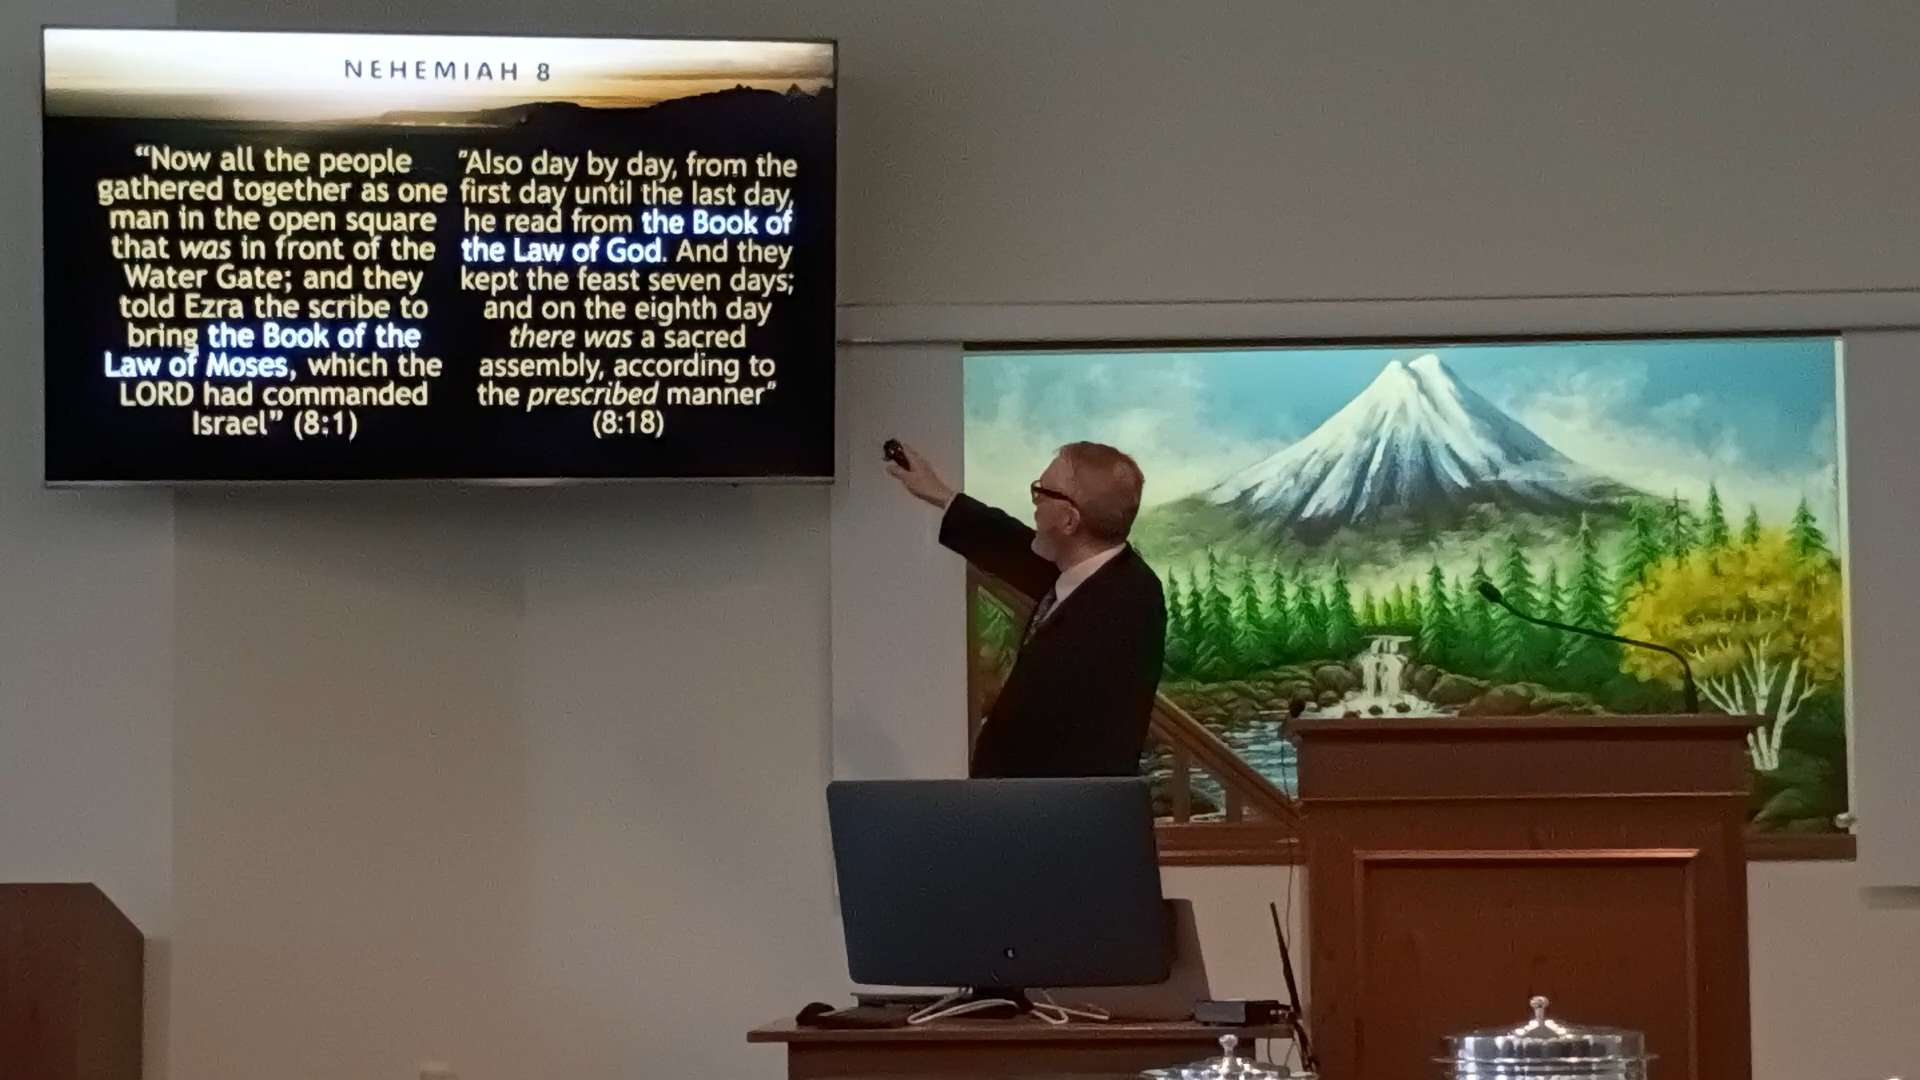 NEHEMIAH 8
“Now all the people
gathered together as one
man in the open square
that was in front of the
Water Gate; and they
told Ezra the scribe to
bring the Book of the
Law of Moses, which the
LORD had commanded
Israel” (8:1)
"Also day by day, from the
first day until the last day,
he read from the Book of
the Law of God. And they
kept the feast seven days;
and on the eighth day
there was a sacred
assembly, according to
the prescribed manner"
(8:18)